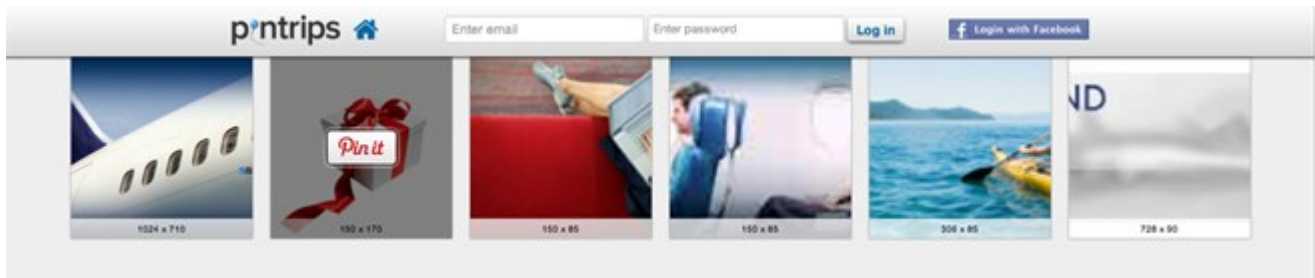 pintrips
Enter email
Enter password
Log in
f Login with Facebook
Pin it
ND
1024 x 710
150 x 170
150 x 85
150 x 85
306 x 85
728 x 90